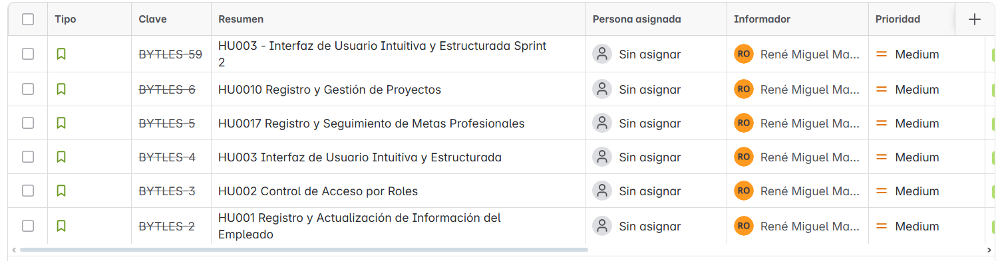 Tipo Clave Resumen Persona asignada Informador Prioridad
BYTLES-59 HU003 - Interfaz de Usuario Intuitiva y Estructurada Sprint 2 Sin asignar RO René Miguel Ma... Medium
BYTLES-6 HU0010 Registro y Gestión de Proyectos Sin asignar RO René Miguel Ma... Medium
BYTLES-5 HU0017 Registro y Seguimiento de Metas Profesionales Sin asignar RO René Miguel Ma... Medium
BYTLES-4 HU003 Interfaz de Usuario Intuitiva y Estructurada Sin asignar RO René Miguel Ma... Medium
BYTLES-3 HU002 Control de Acceso por Roles Sin asignar RO René Miguel Ma... Medium
BYTLES-2 HU001 Registro y Actualización de Información del Empleado Sin asignar RO René Miguel Ma... Medium